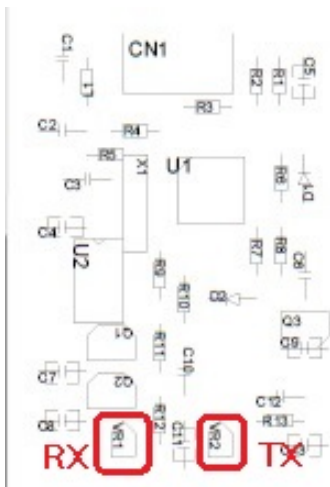 C1
CN1
L1
R2
R1
C5
R3
C2
R4
R5
X1
U1
C3
R6
D1
C4
U2
R7
R8
C6
R9
R10
Q3
Q1
R11
C9
C10
C7
Q2
C12
C8
VR1
R12
C11
VR2
R13
RX
TX